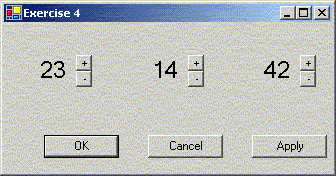 Exercise 4
23 + - 14 + - 42 + -
OK Cancel Apply